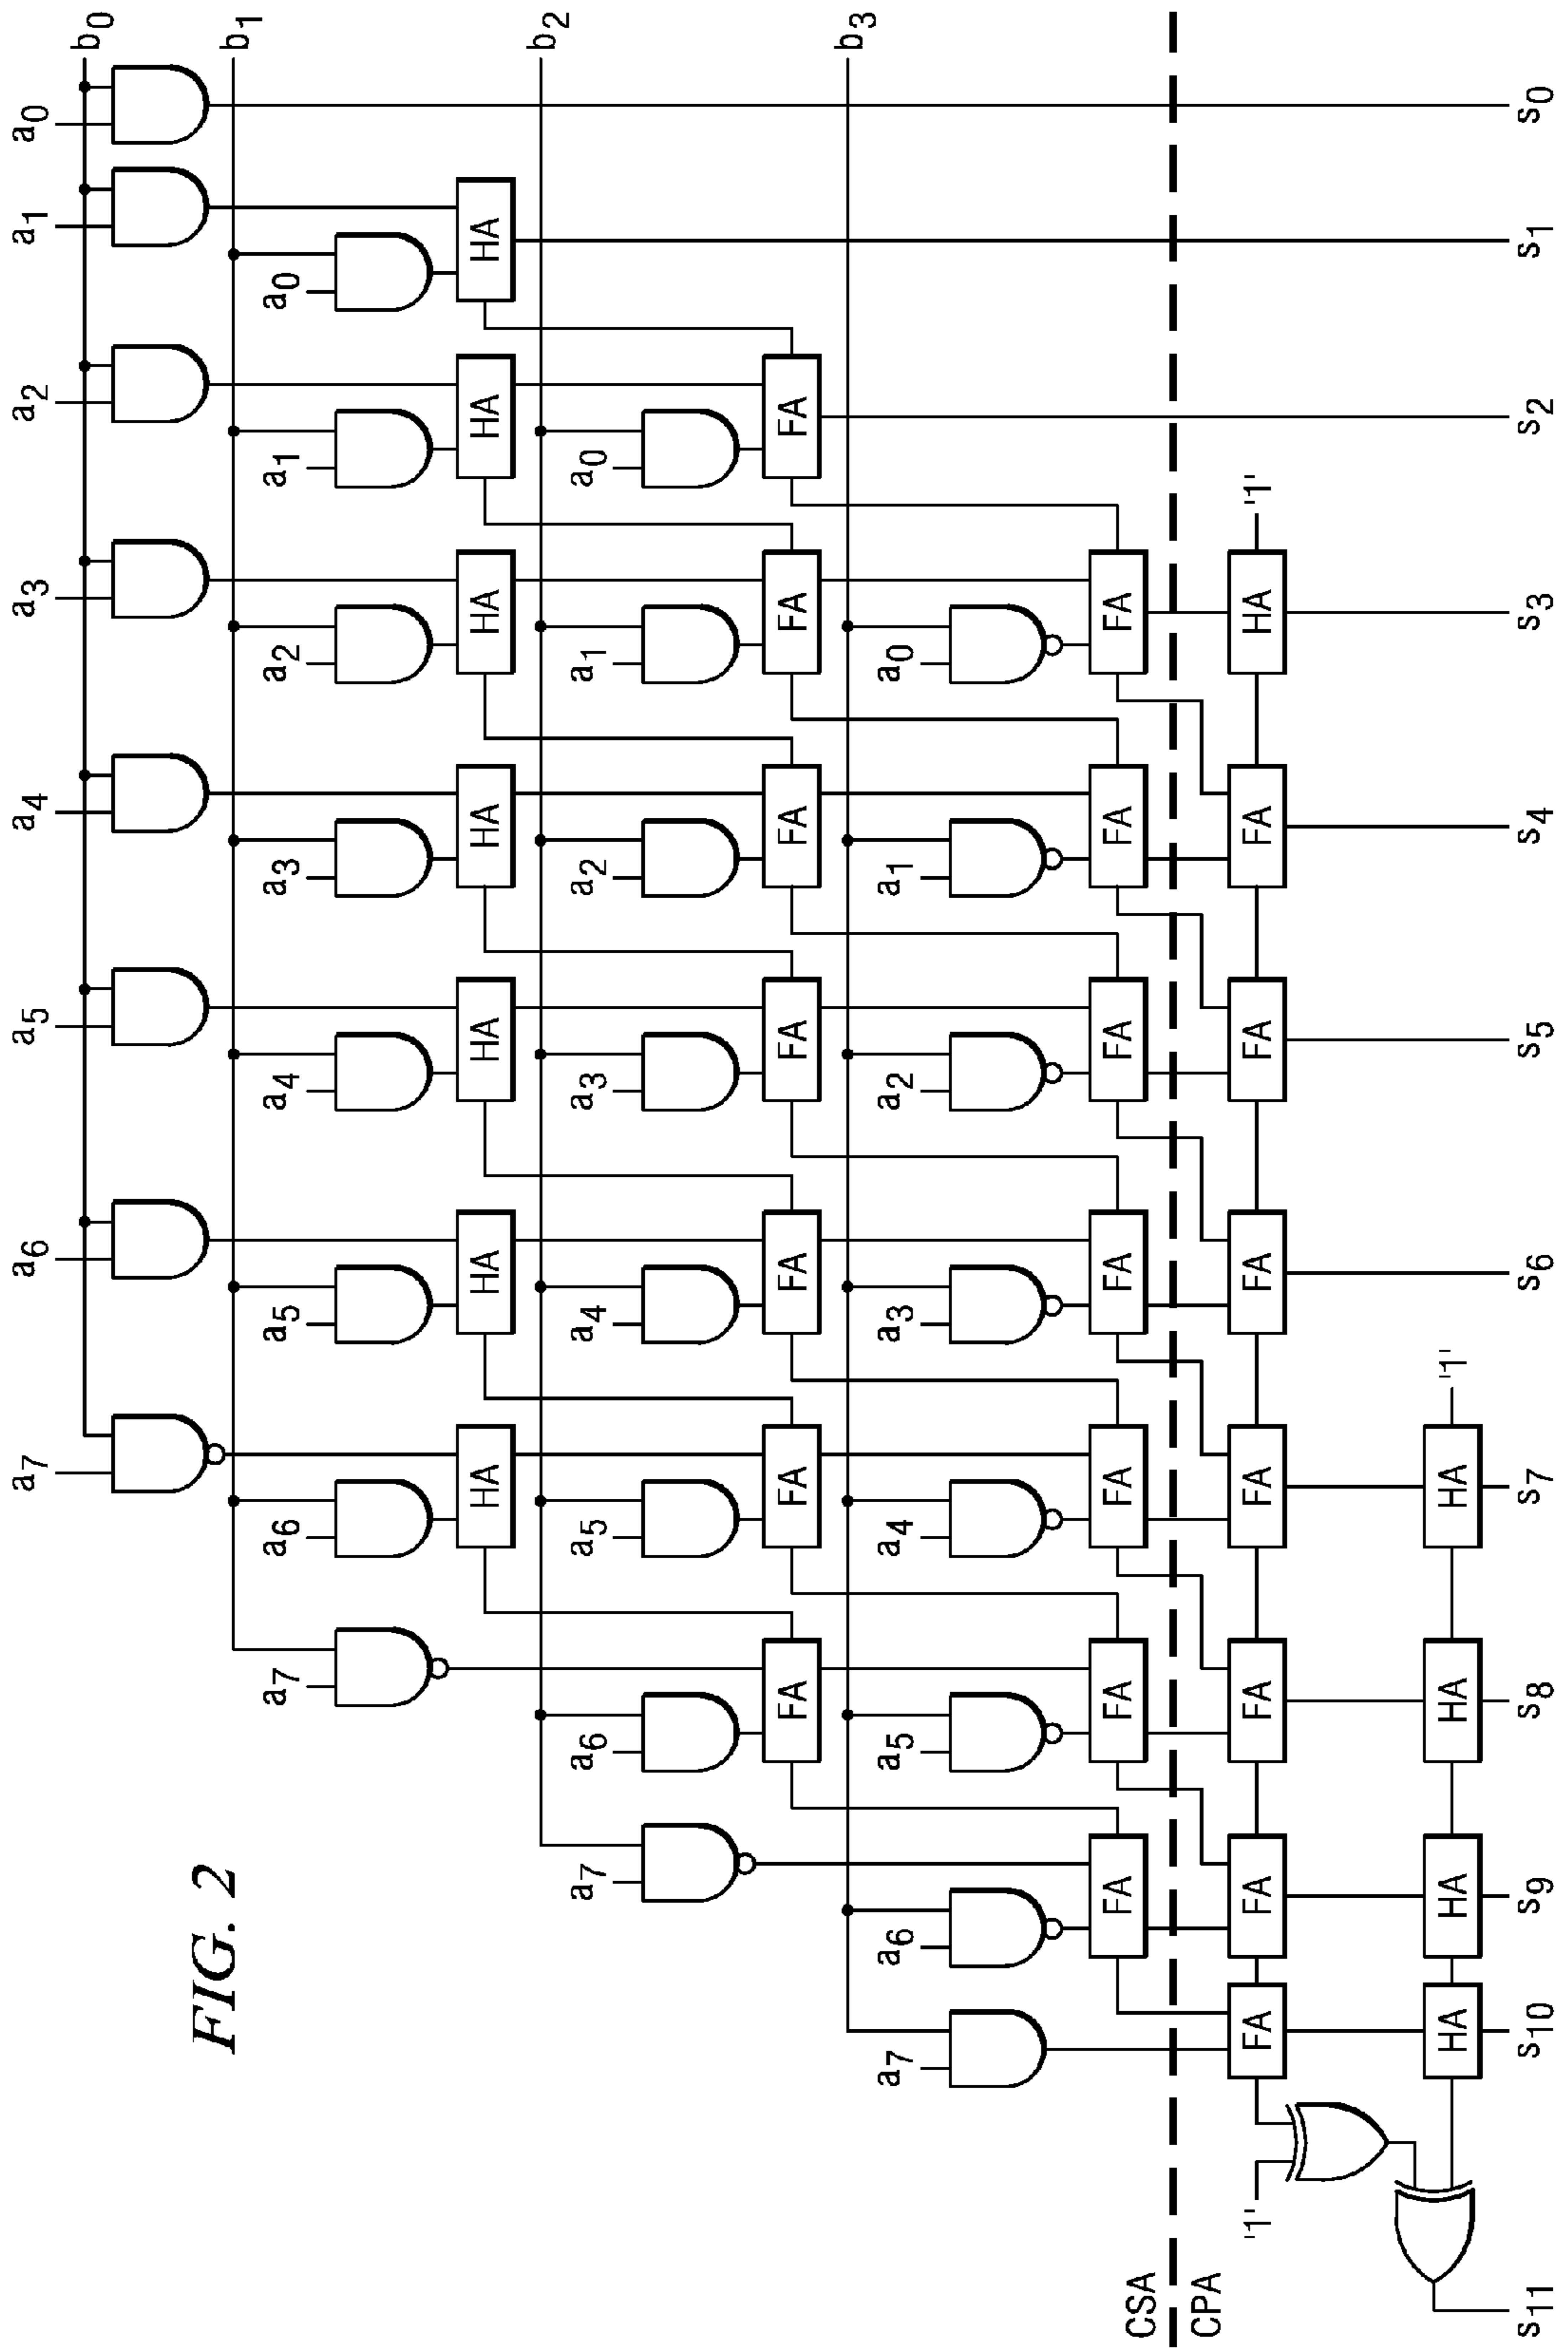 FIG. 2
a7 a6 a5 a4 a3 a2 a1 a0
b0
b1
a7 a6 a5 a4 a3 a2 a1 a0
HA HA HA HA HA HA HA
b2
a7 a6 a5 a4 a3 a2 a1 a0
FA FA FA FA FA FA FA
b3
a7 a6 a5 a4 a3 a2 a1 a0
FA FA FA FA FA FA FA
CSA
CPA
'1' FA FA FA FA FA FA FA HA '1'
HA HA HA HA '1'
s11 s10 s9 s8 s7 s6 s5 s4 s3 s2 s1 s0